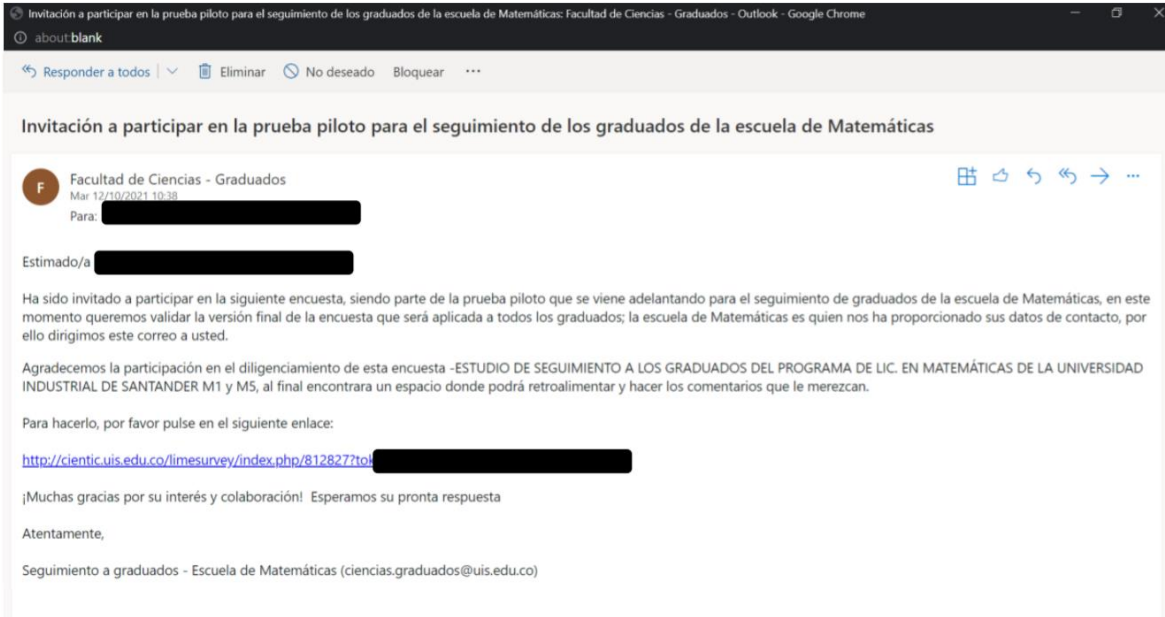 Invitación a participar en la prueba piloto para el seguimiento de los graduados de la escuela de Matemáticas: Facultad de Ciencias - Graduados - Outlook - Google Chrome
about:blank
Responder a todos Eliminar No deseado Bloquear ...
Invitación a participar en la prueba piloto para el seguimiento de los graduados de la escuela de Matemáticas
F
Facultad de Ciencias - Graduados
Mar 12/10/2021 10:38
Para:
Estimado/a
Ha sido invitado a participar en la siguiente encuesta, siendo parte de la prueba piloto que se viene adelantando para el seguimiento de graduados de la escuela de Matemáticas, en este
momento queremos validar la versión final de la encuesta que será aplicada a todos los graduados; la escuela de Matemáticas es quien nos ha proporcionado sus datos de contacto, por
ello dirigimos este correo a usted.
Agradecemos la participación en el diligenciamiento de esta encuesta -ESTUDIO DE SEGUIMIENTO A LOS GRADUADOS DEL PROGRAMA DE LIC. EN MATEMÁTICAS DE LA UNIVERSIDAD
INDUSTRIAL DE SANTANDER M1 y M5, al final encontrara un espacio donde podrá retroalimentar y hacer los comentarios que le merezcan.
Para hacerlo, por favor pulse en el siguiente enlace:
http://cientic.uis.edu.co/limesurvey/index.php/812827?tok
¡Muchas gracias por su interés y colaboración! Esperamos su pronta respuesta
Atentamente,
Seguimiento a graduados - Escuela de Matemáticas (ciencias.graduados@uis.edu.co)